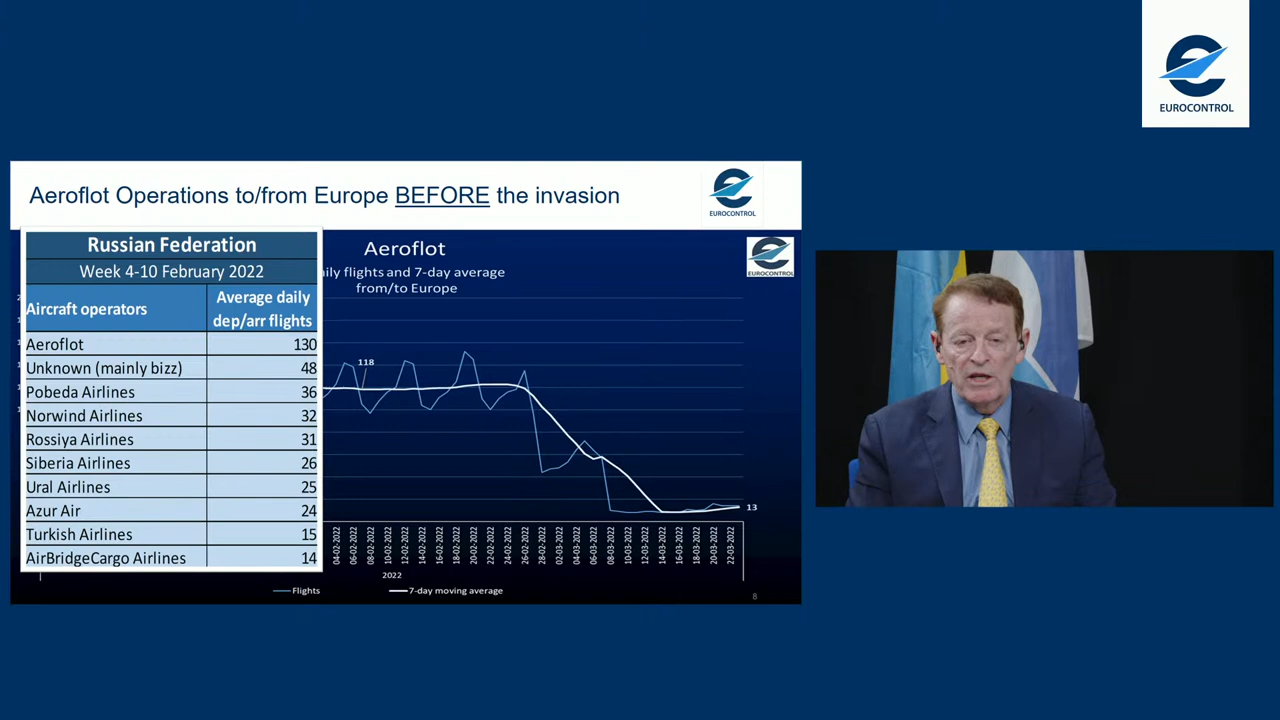 EUROCONTROL
Aeroflot Operations to/from Europe BEFORE the invasion
EUROCONTROL
Russian Federation
Week 4-10 February 2022
Aircraft operators
Average daily
dep/arr flights
Aeroflot 130
Unknown (mainly bizz) 48
Pobeda Airlines 36
Norwind Airlines 32
Rossiya Airlines 31
Siberia Airlines 26
Ural Airlines 25
Azur Air 24
Turkish Airlines 15
AirBridgeCargo Airlines 14
Aeroflot
ily flights and 7-day average
from/to Europe
EUROCONTROL
118
13
04-02-2022
06-02-2022
08-02-2022
10-02-2022
12-02-2022
14-02-2022
16-02-2022
18-02-2022
20-02-2022
22-02-2022
24-02-2022
26-02-2022
28-02-2022
02-03-2022
04-03-2022
06-03-2022
08-03-2022
10-03-2022
12-03-2022
14-03-2022
16-03-2022
18-03-2022
20-03-2022
22-03-2022
2022
Flights
7-day moving average
8